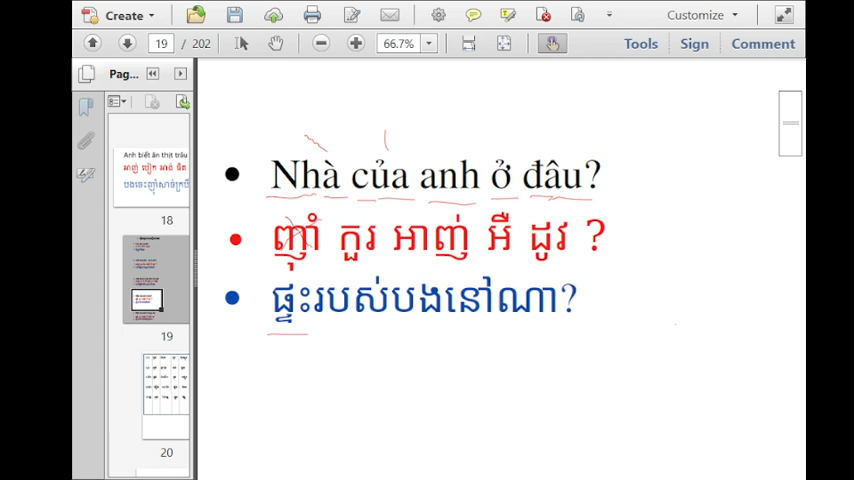 Create
Customize
19 / 202
66.7%
Tools
Sign
Comment
Pag...
Anh biết ăn thịt trâu
18
19
20
• Nhà của anh ở đâu?
• ញ៉ាំ កួរ អាញ់ អឺ ដូវ ?
• ផ្ទះរបស់បងនៅណា?